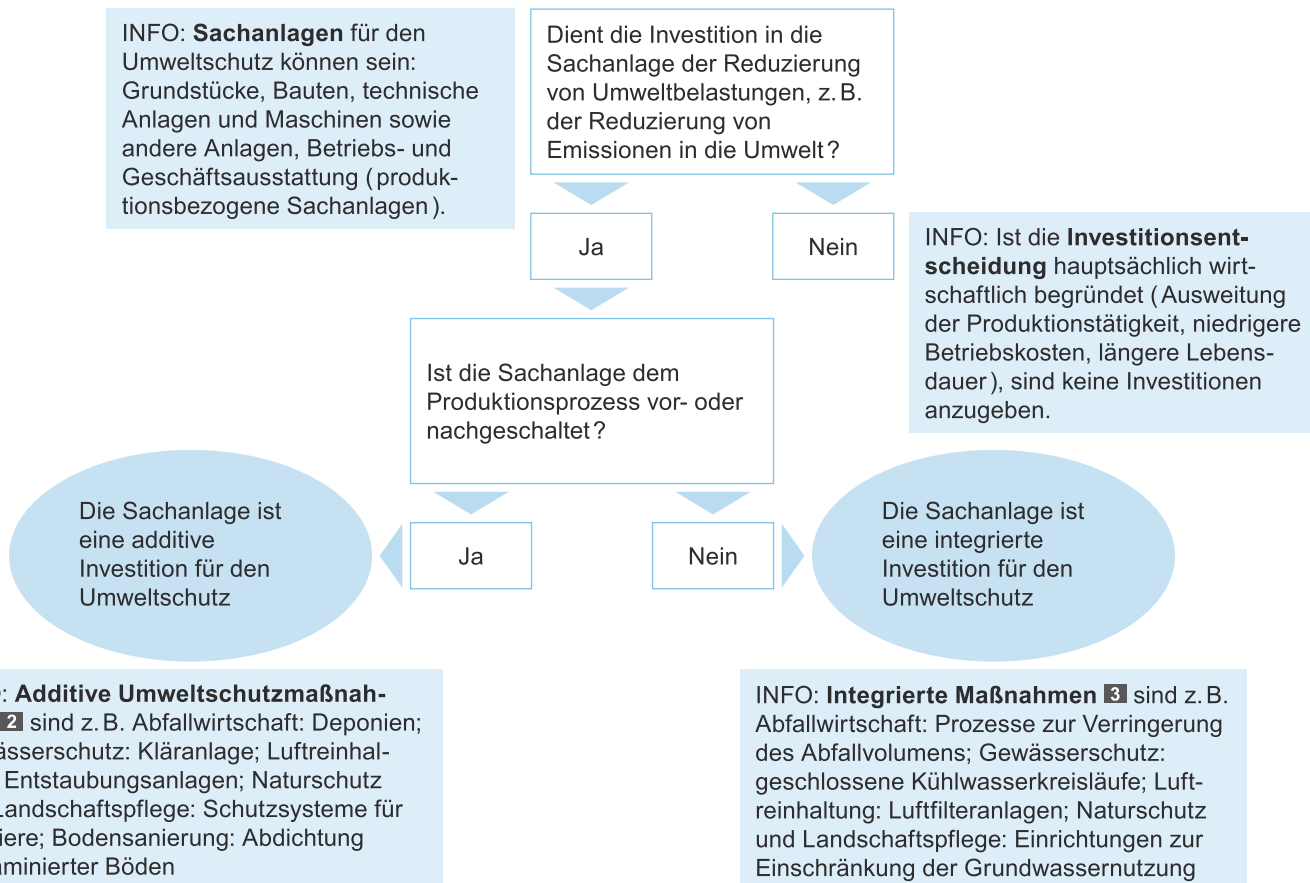 INFO: Sachanlagen für den
Umweltschutz können sein:
Grundstücke, Bauten, technische
Anlagen und Maschinen sowie
andere Anlagen, Betriebs- und
Geschäftsausstattung (produk-
tionsbezogene Sachanlagen).
Dient die Investition in die
Sachanlage der Reduzierung
von Umweltbelastungen, z.B.
der Reduzierung von
Emissionen in die Umwelt?
Ja
Nein
INFO: Ist die Investitionsent-
scheidung hauptsächlich wirt-
schaftlich begründet (Ausweitung
der Produktionstätigkeit, niedrigere
Betriebskosten, längere Lebens-
dauer), sind keine Investitionen
anzugeben.
Ist die Sachanlage dem
Produktionsprozess vor- oder
nachgeschaltet?
Ja
Nein
Die Sachanlage ist
eine additive
Investition für den
Umweltschutz
Die Sachanlage ist
eine integrierte
Investition für den
Umweltschutz
: Additive Umweltschutzmaßnah-
2 sind z.B. Abfallwirtschaft: Deponien;
ässerschutz: Kläranlage; Luftreinhal-
Entstaubungsanlagen; Naturschutz
Landschaftspflege: Schutzsysteme für
iere; Bodensanierung: Abdichtung
aminierter Böden
INFO: Integrierte Maßnahmen 3 sind z.B.
Abfallwirtschaft: Prozesse zur Verringerung
des Abfallvolumens; Gewässerschutz:
geschlossene Kühlwasserkreisläufe; Luft-
reinhaltung: Luftfilteranlagen; Naturschutz
und Landschaftspflege: Einrichtungen zur
Einschränkung der Grundwassernutzung